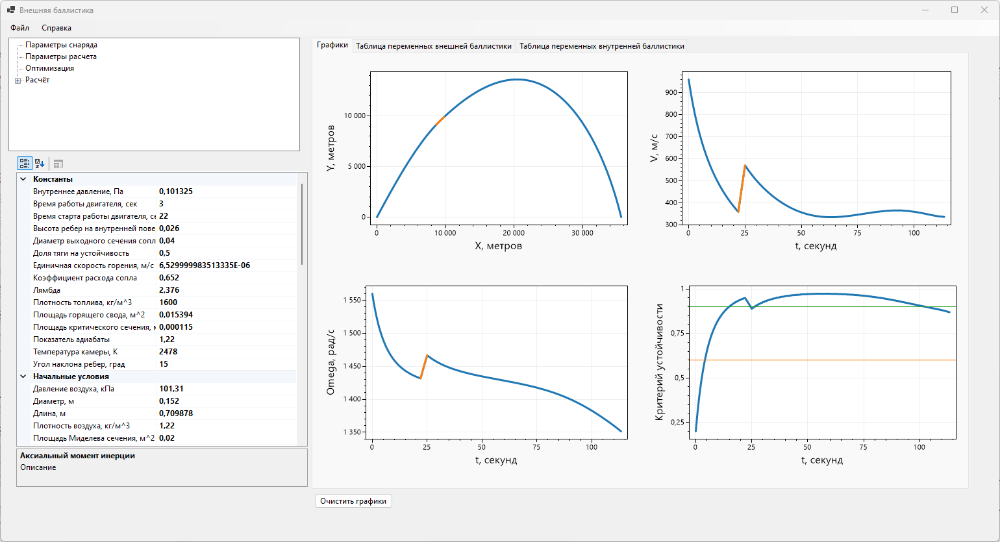 Внешняя баллистика
Файл Справка
Параметры снаряда
Параметры расчета
Оптимизация
Расчёт
Константы
Внутреннее давление, Па 0,101325
Время работы двигателя, сек 3
Время старта работы двигателя, се 22
Высота ребер на внутренней пове 0,026
Диаметр выходного сечения сопл 0,04
Доля тяги на устойчивость 0,5
Единичная скорость горения, м/с 6,529999983513335E-06
Коэффициент расхода сопла 0,652
Лямбда 2,376
Плотность топлива, кг/м^3 1600
Площадь горящего свода, м^2 0,015394
Площадь критического сечения, 0,000115
Показатель адиабаты 1,22
Температура камеры, К 2478
Угол наклона ребер, град 15
Начальные условия
Давление воздуха, кПа 101,31
Диаметр, м 0,152
Длина, м 0,709878
Плотность воздуха, кг/м^3 1,22
Площадь Миделева сечения, м^2 0,02
Аксиальный момент инерции
Описание
Графики Таблица переменных внешней баллистики Таблица переменных внутренней баллистики
Y, метров
10 000
5 000
0
0 10 000 20 000 30 000
X, метров
V, м/с
900
800
700
600
500
400
300
0 25 50 75 100
t, секунд
Omega, рад/с
1 550
1 500
1 450
1 400
1 350
0 25 50 75 100
t, секунд
Критерий устойчивости
1
0,75
0,5
0,25
0 25 50 75 100
t, секунд
Очистить графики